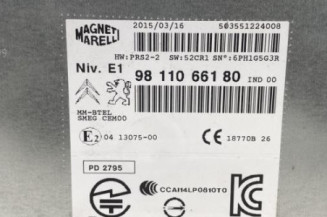 MAGNETI MARELLI
2015/03/16 503551224008
HW:PRS2-2 SW:52CR1 SN°:6PH1G5G3R
Niv. E1 98 110 661 80 IND 00
MM-BTEL
SMEG CEM00
E2 04 13075-00 CE 18770B 26
PD 2795
CCAI14LP0810T0